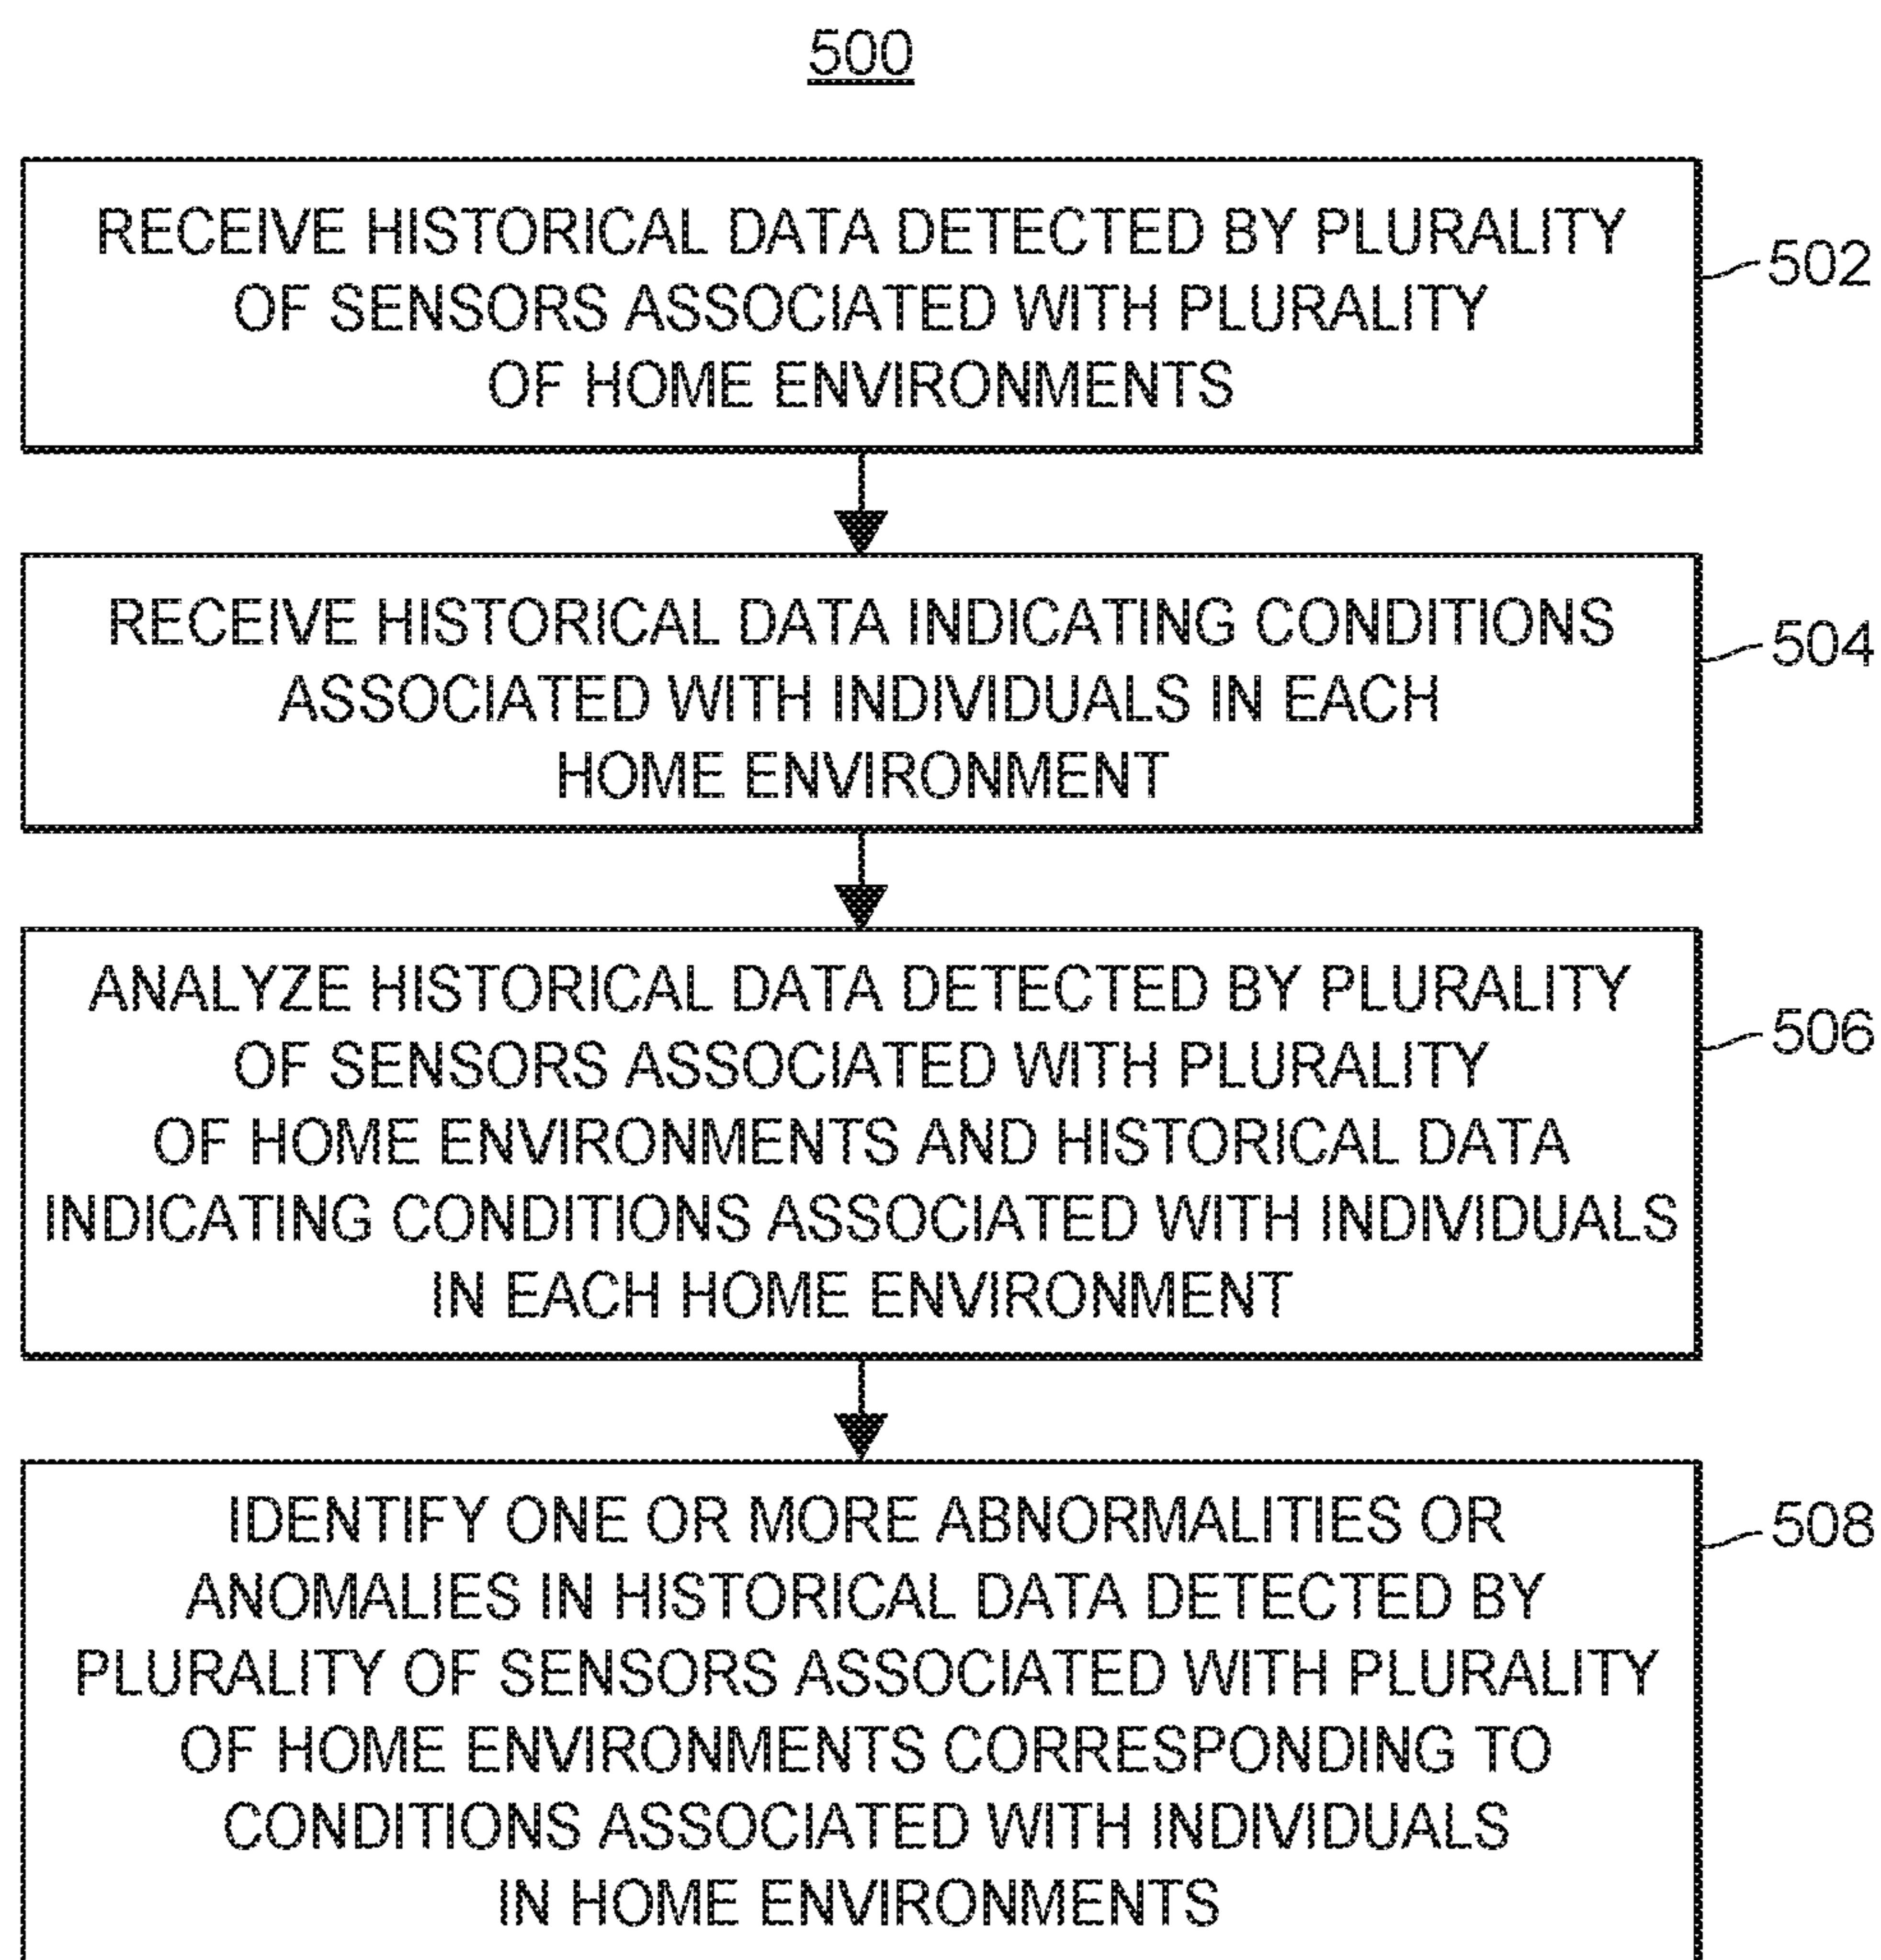 500
RECEIVE HISTORICAL DATA DETECTED BY PLURALITY
OF SENSORS ASSOCIATED WITH PLURALITY
OF HOME ENVIRONMENTS
502
RECEIVE HISTORICAL DATA INDICATING CONDITIONS
ASSOCIATED WITH INDIVIDUALS IN EACH
HOME ENVIRONMENT
504
ANALYZE HISTORICAL DATA DETECTED BY PLURALITY
OF SENSORS ASSOCIATED WITH PLURALITY
OF HOME ENVIRONMENTS AND HISTORICAL DATA
INDICATING CONDITIONS ASSOCIATED WITH INDIVIDUALS
IN EACH HOME ENVIRONMENT
506
IDENTIFY ONE OR MORE ABNORMALITIES OR
ANOMALIES IN HISTORICAL DATA DETECTED BY
PLURALITY OF SENSORS ASSOCIATED WITH PLURALITY
OF HOME ENVIRONMENTS CORRESPONDING TO
CONDITIONS ASSOCIATED WITH INDIVIDUALS
IN HOME ENVIRONMENTS
508